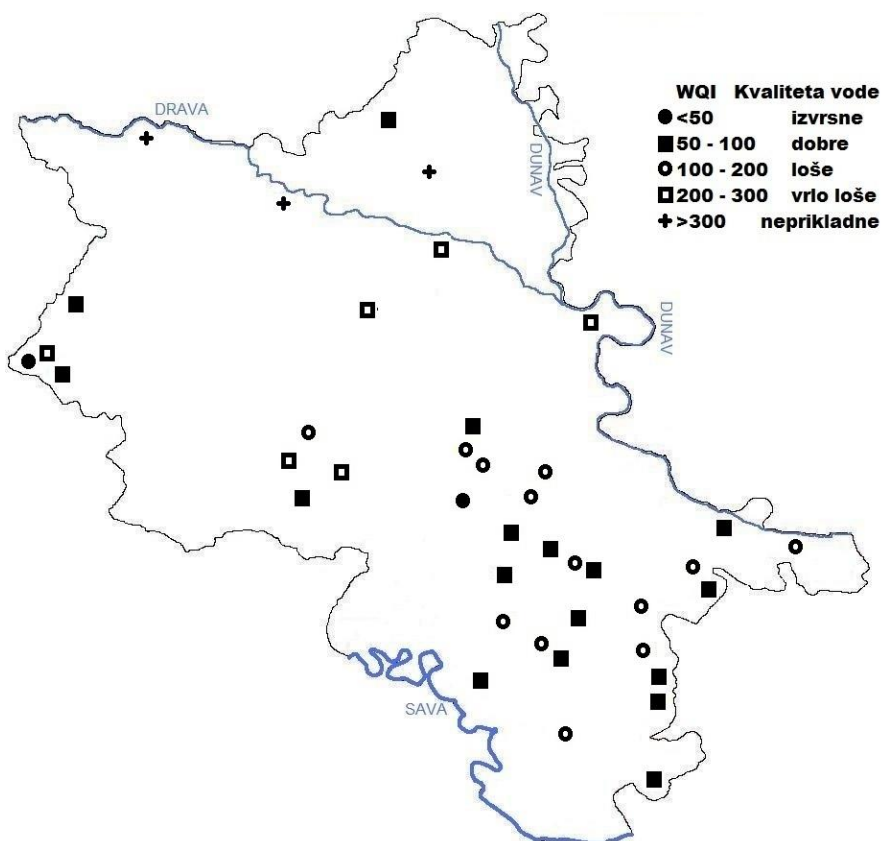 WQI Kvaliteta vode
<50 izvrsne
50 - 100 dobre
100 - 200 loše
200 - 300 vrlo loše
>300 neprikladne
DRAVA
DUNAV
DUNAV
SAVA